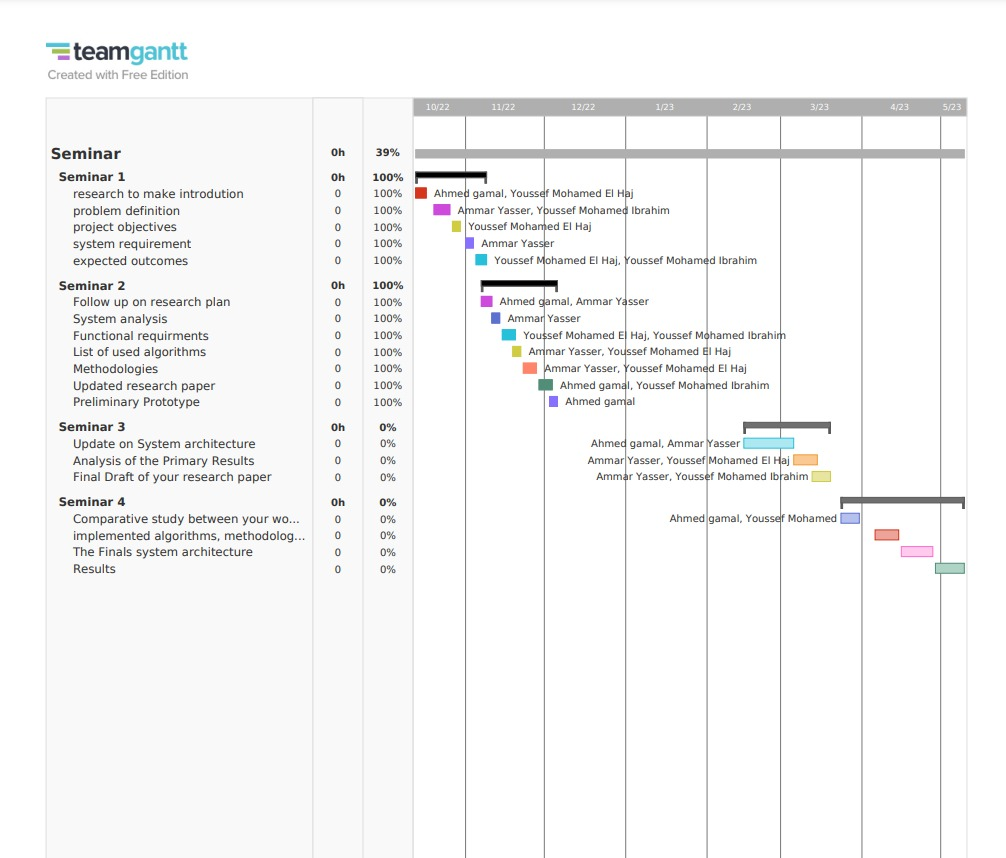 teamgantt
Created with Free Edition
10/22 11/22 12/22 1/23 2/23 3/23 4/23 5/23
Seminar 0h 39%
Seminar 1 0h 100%
research to make introdution 0 100% Ahmed gamal, Youssef Mohamed El Haj
problem definition 0 100% Ammar Yasser, Youssef Mohamed Ibrahim
project objectives 0 100% Youssef Mohamed El Haj
system requirement 0 100% Ammar Yasser
expected outcomes 0 100% Youssef Mohamed El Haj, Youssef Mohamed Ibrahim
Seminar 2 0h 100%
Follow up on research plan 0 100% Ahmed gamal, Ammar Yasser
System analysis 0 100% Ammar Yasser
Functional requirments 0 100% Youssef Mohamed El Haj, Youssef Mohamed Ibrahim
List of used algorithms 0 100% Ammar Yasser, Youssef Mohamed El Haj
Methodologies 0 100% Ammar Yasser, Youssef Mohamed El Haj
Updated research paper 0 100% Ahmed gamal, Youssef Mohamed Ibrahim
Preliminary Prototype 0 100% Ahmed gamal
Seminar 3 0h 0%
Update on System architecture 0 0% Ahmed gamal, Ammar Yasser
Analysis of the Primary Results 0 0% Ammar Yasser, Youssef Mohamed El Haj
Final Draft of your research paper 0 0% Ammar Yasser, Youssef Mohamed Ibrahim
Seminar 4 0h 0%
Comparative study between your wo... 0 0% Ahmed gamal, Youssef Mohamed
implemented algorithms, methodolog... 0 0%
The Finals system architecture 0 0%
Results 0 0%